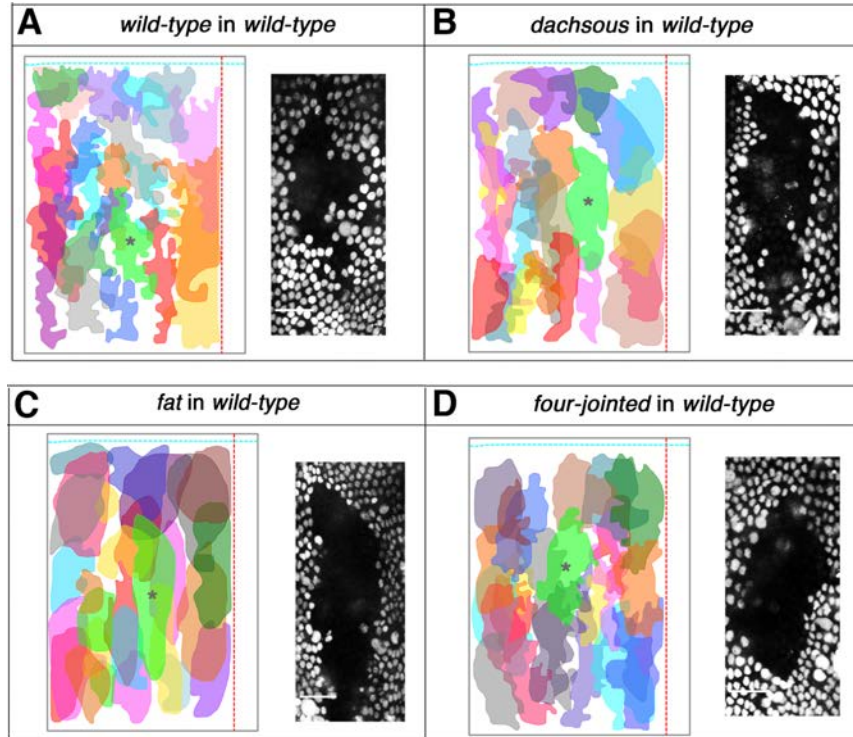 A
wild-type in wild-type
B
dachsous in wild-type
*
*
C
fat in wild-type
D
four-jointed in wild-type
*
*